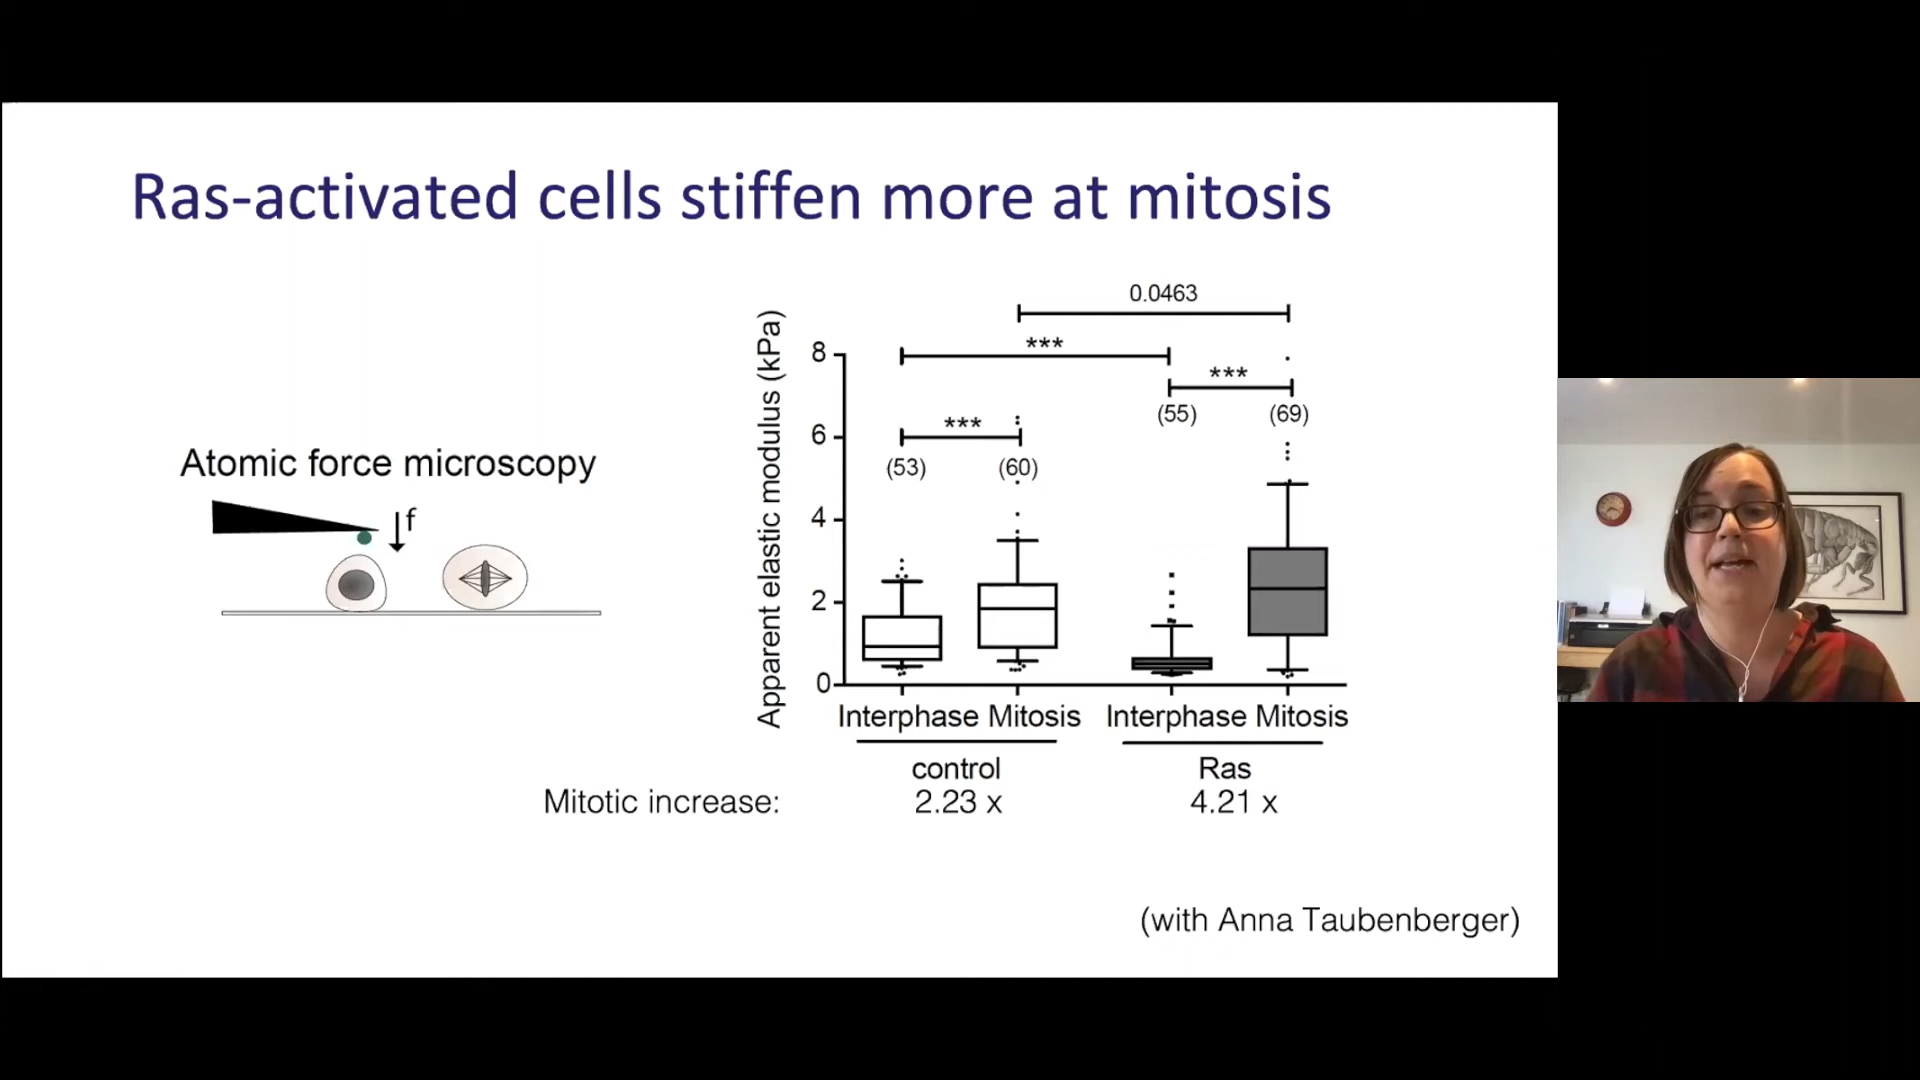 Ras-activated cells stiffen more at mitosis
Atomic force microscopy
f
Apparent elastic modulus (kPa)
8
6
4
2
0
0.0463
***
***
***
(55)
(69)
(53)
(60)
Interphase Mitosis
Interphase Mitosis
control
Ras
Mitotic increase:
2.23 x
4.21 x
(with Anna Taubenberger)